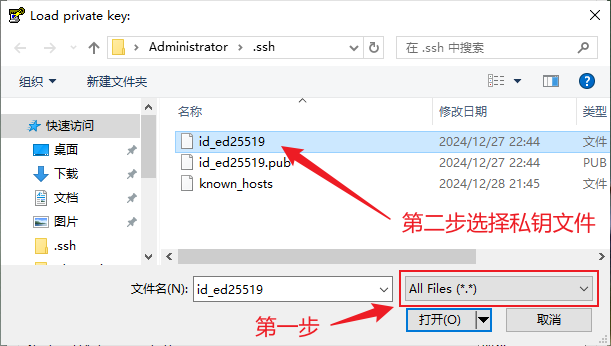 Load private key:
Administrator
.ssh
在 .ssh 中搜索
组织
新建文件夹
名称
修改日期
类型
快速访问
桌面
下载
文档
图片
.ssh
id_ed25519
2024/12/27 22:44
文件
id_ed25519.pub
2024/12/27 22:44
PUB
known_hosts
2024/12/28 21:45
文件
第二步选择私钥文件
文件名(N):
id_ed25519
All Files (*.*)
第一步
打开(O)
取消